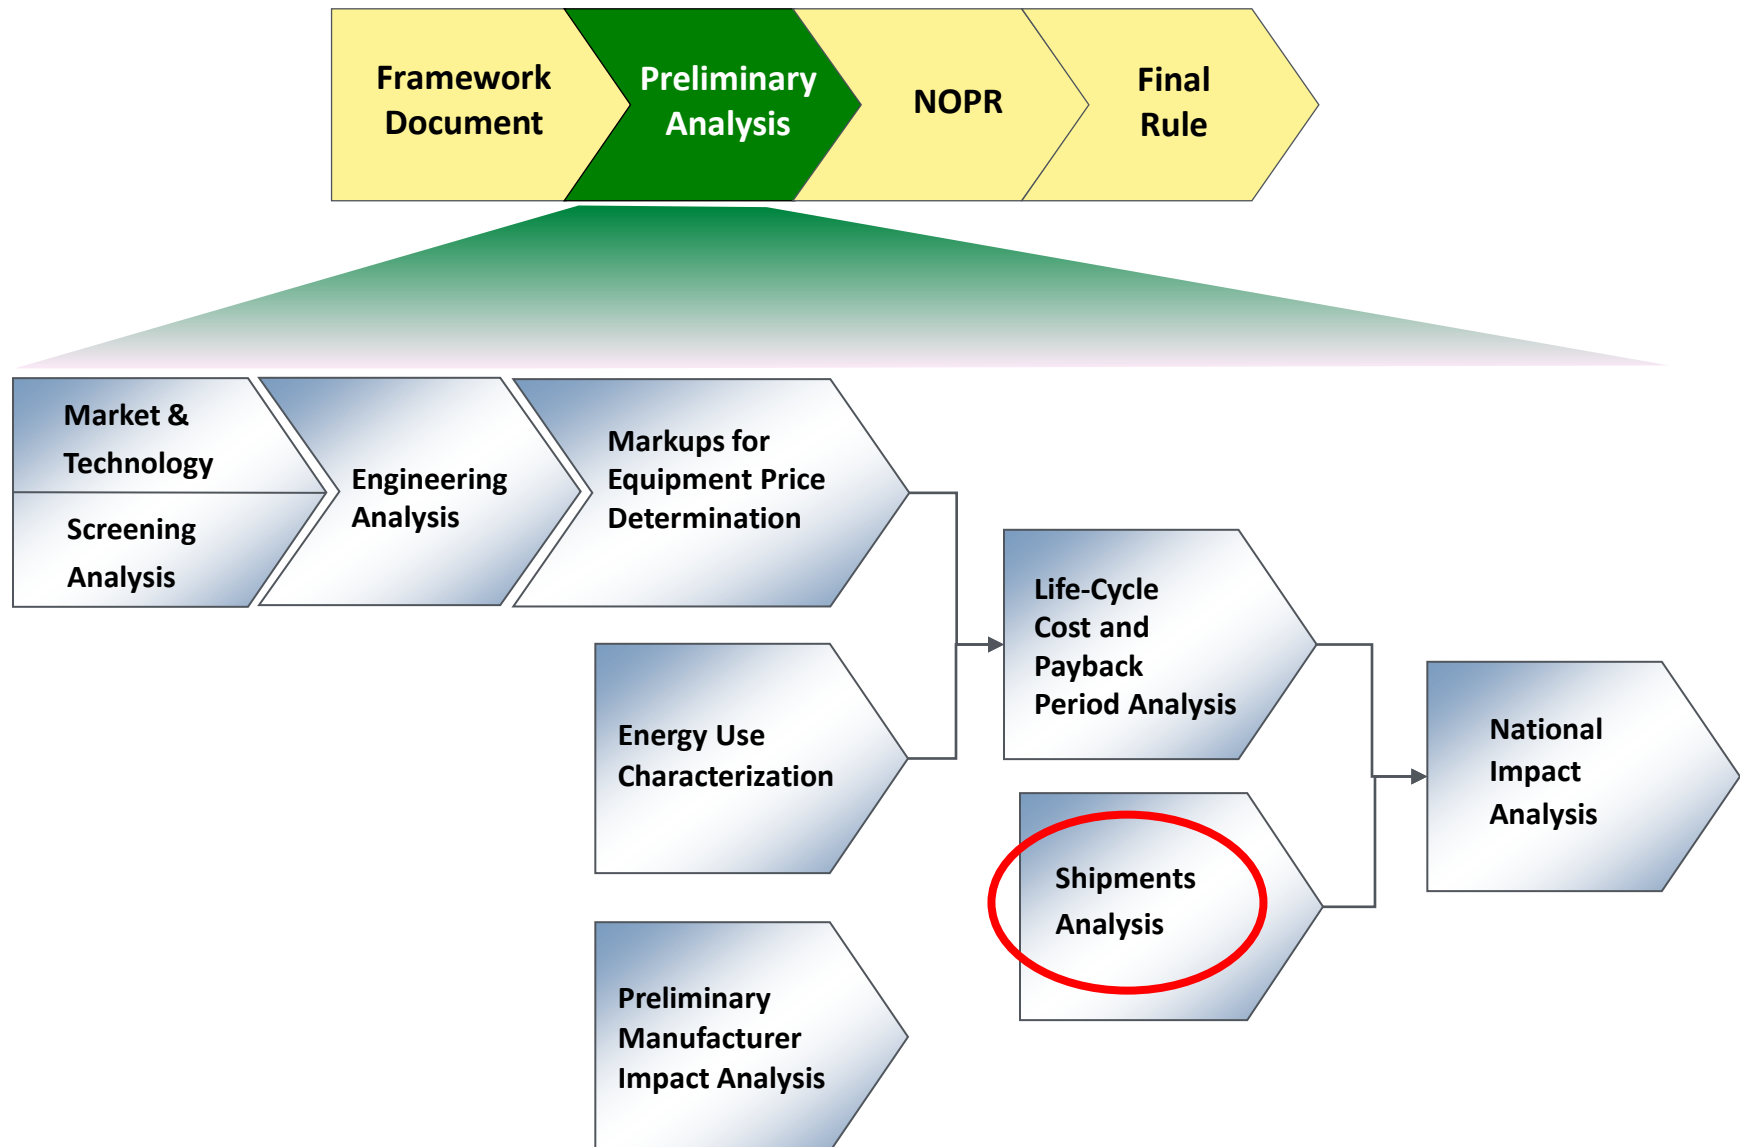 Framework
Document
Preliminary
Analysis
NOPR
Final
Rule
Market &
Technology
Screening
Analysis
Engineering
Analysis
Markups for
Equipment Price
Determination
Energy Use
Characterization
Preliminary
Manufacturer
Impact Analysis
Life-Cycle
Cost and
Payback
Period Analysis
Shipments
Analysis
National
Impact
Analysis